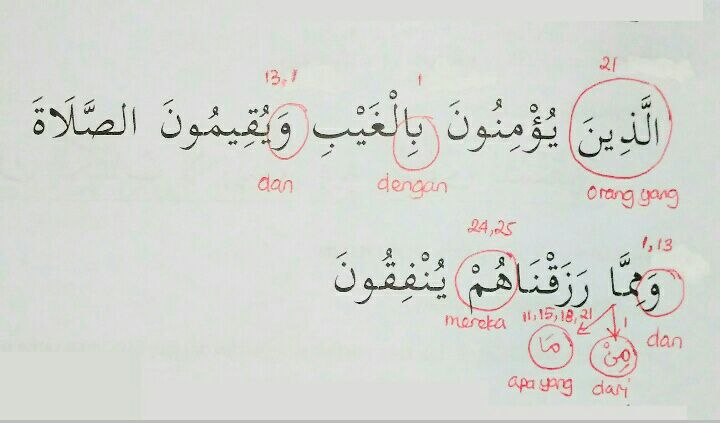 21 1 13,1
الَّذِينَ يُؤْمِنُونَ بِالْغَيْبِ وَيُقِيمُونَ الصَّلَاةَ
orang yang dengan dan
1,13 24,25
وَمِمَّا رَزَقْنَاهُمْ يُنْفِقُونَ
mereka 11,15,18,21 1 dan
مَا مِنْ
apa yang dari